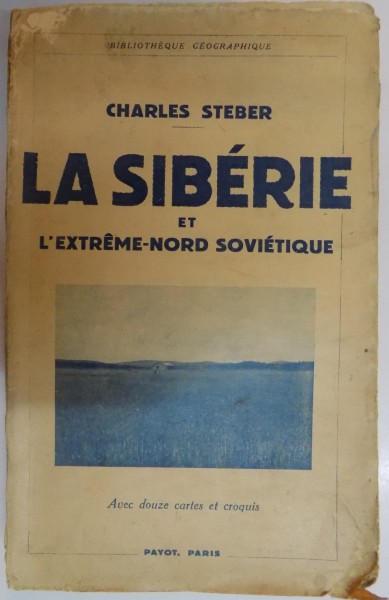 BIBLIOTHÈQUE GÉOGRAPHIQUE
CHARLES STEBER
LA SIBÉRIE
ET
L'EXTRÊME-NORD SOVIÉTIQUE
Avec douze cartes et croquis
PAYOT, PARIS